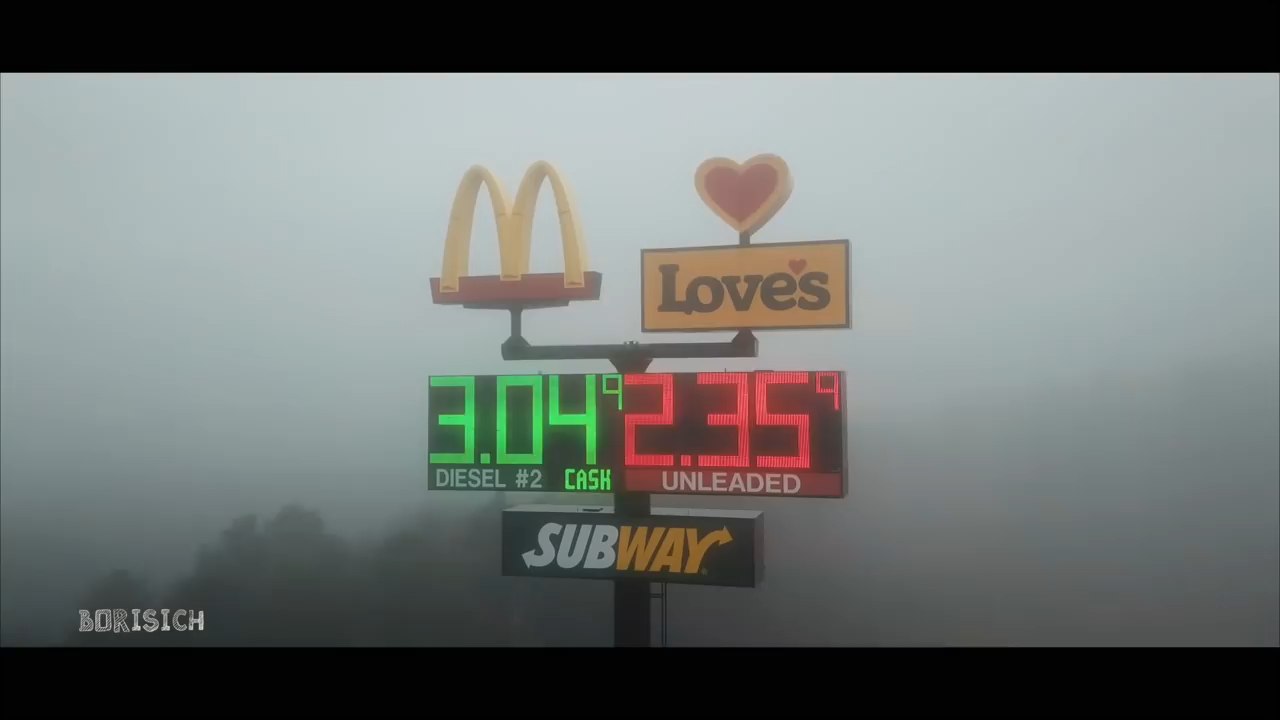 Love's
3.04⁹ 2.35⁹
DIESEL #2 CASH UNLEADED
SUBWAY
BORISICH